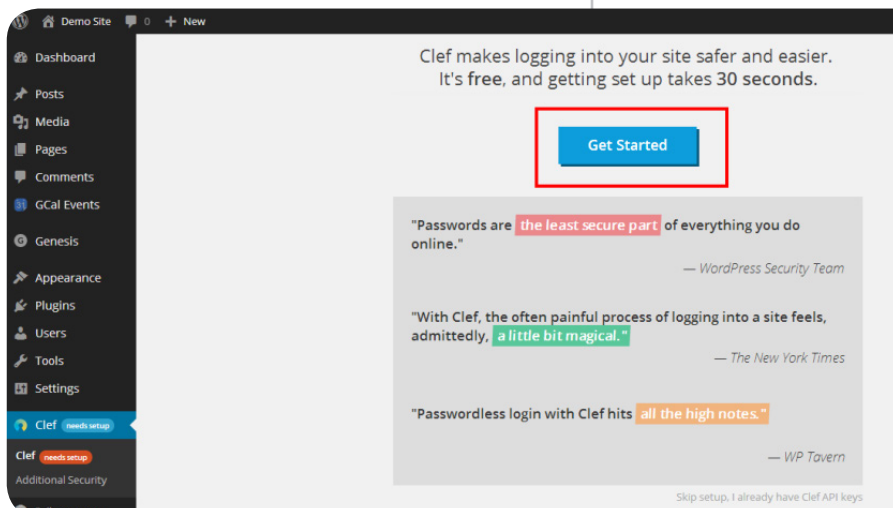 Demo Site 0 + New
Dashboard
Posts
Media
Pages
Comments
GCal Events
Genesis
Appearance
Plugins
Users
Tools
Settings
Clef needs setup
Clef needs setup
Additional Security
Clef makes logging into your site safer and easier.
It's free, and getting set up takes 30 seconds.
Get Started
"Passwords are the least secure part of everything you do
online."
— WordPress Security Team
"With Clef, the often painful process of logging into a site feels,
admittedly, a little bit magical."
— The New York Times
"Passwordless login with Clef hits all the high notes."
— WP Tavern
Skip setup, I already have Clef API keys